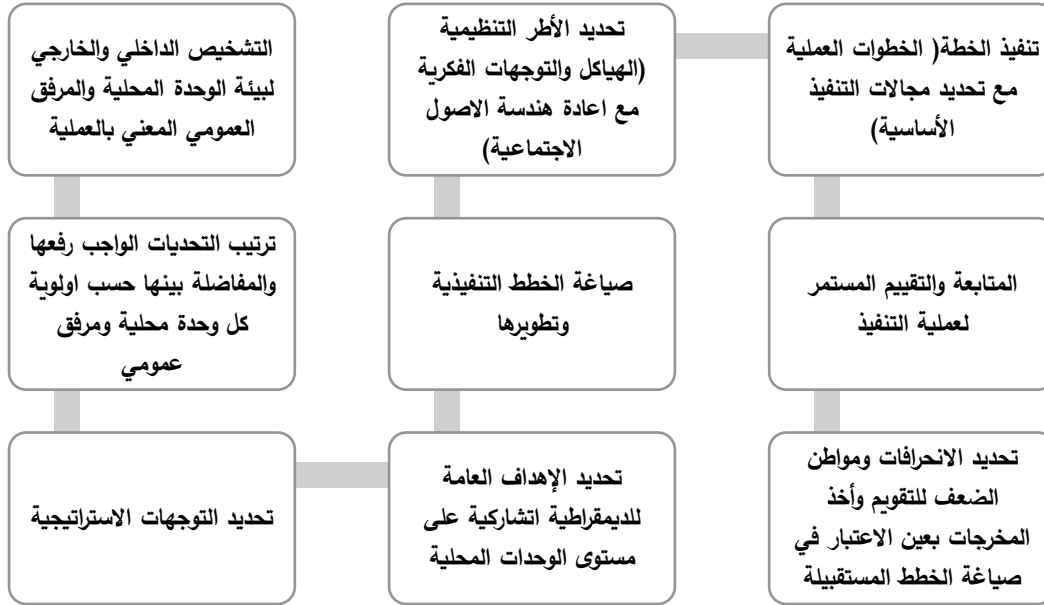 التشخيص الداخلي والخارجي
لبيئة الوحدة المحلية والمرفق
العمومي المعني بالعملية
ترتيب التحديات الواجب رفعها
والمفاضلة بينها حسب اولوية
كل وحدة محلية ومرفق
عمومي
تحديد التوجهات الاستراتيجية
تحديد الإهداف العامة
للديمقراطية اتشاركية على
مستوى الوحدات المحلية
صياغة الخطط التنفيذية
وتطويرها
تحديد الأطر التنظيمية
(الهياكل والتوجهات الفكرية
مع اعادة هندسة الاصول
الاجتماعية)
تنفيذ الخطة( الخطوات العملية
مع تحديد مجالات التنفيذ
الأساسية)
المتابعة والتقييم المستمر
لعملية التنفيذ
تحديد الانحرافات ومواطن
الضعف للتقويم وأخذ
المخرجات بعين الاعتبار في
صياغة الخطط المستقبيلة